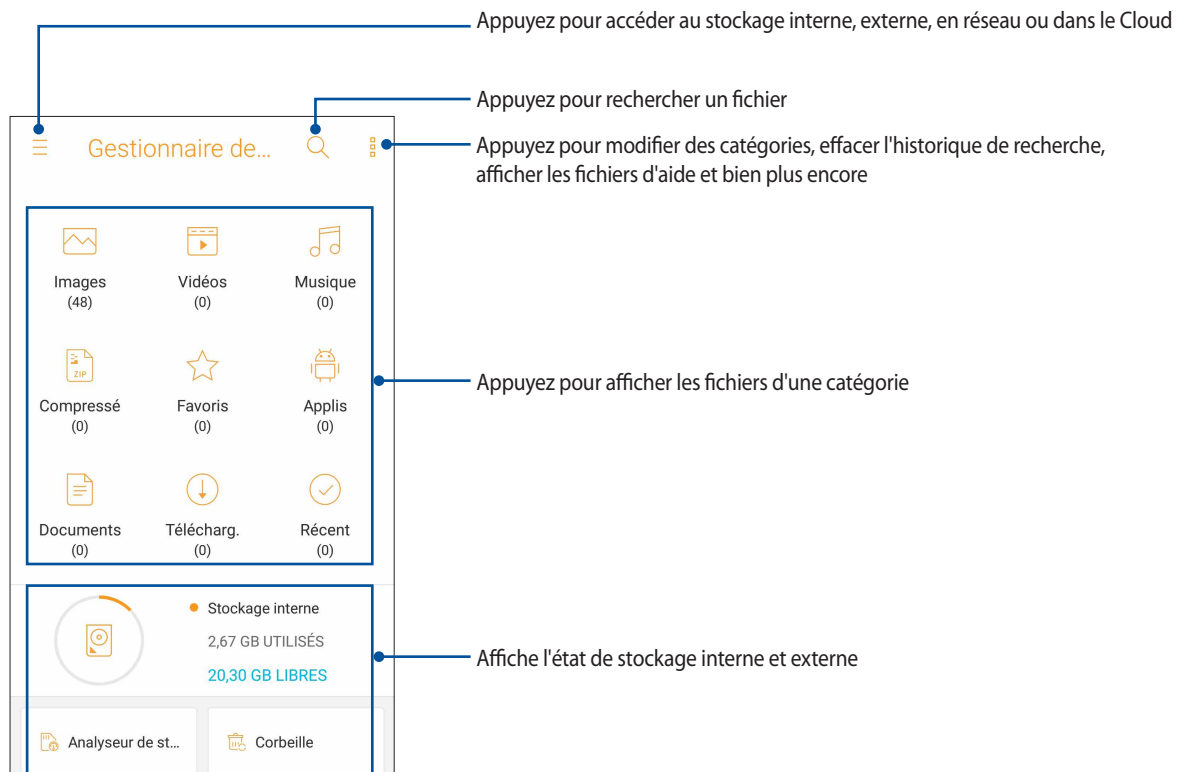 Appuyez pour accéder au stockage interne, externe, en réseau ou dans le Cloud
Appuyez pour rechercher un fichier
Appuyez pour modifier des catégories, effacer l'historique de recherche,
afficher les fichiers d'aide et bien plus encore
Gestionnaire de...
Images
(48)
Vidéos
(0)
Musique
(0)
ZIP
Compressé
(0)
Favoris
(0)
Applis
(0)
Appuyez pour afficher les fichiers d'une catégorie
Documents
(0)
Télécharg.
(0)
Récent
(0)
Stockage interne
2,67 GB UTILISÉS
20,30 GB LIBRES
Affiche l'état de stockage interne et externe
Analyseur de st...
Corbeille